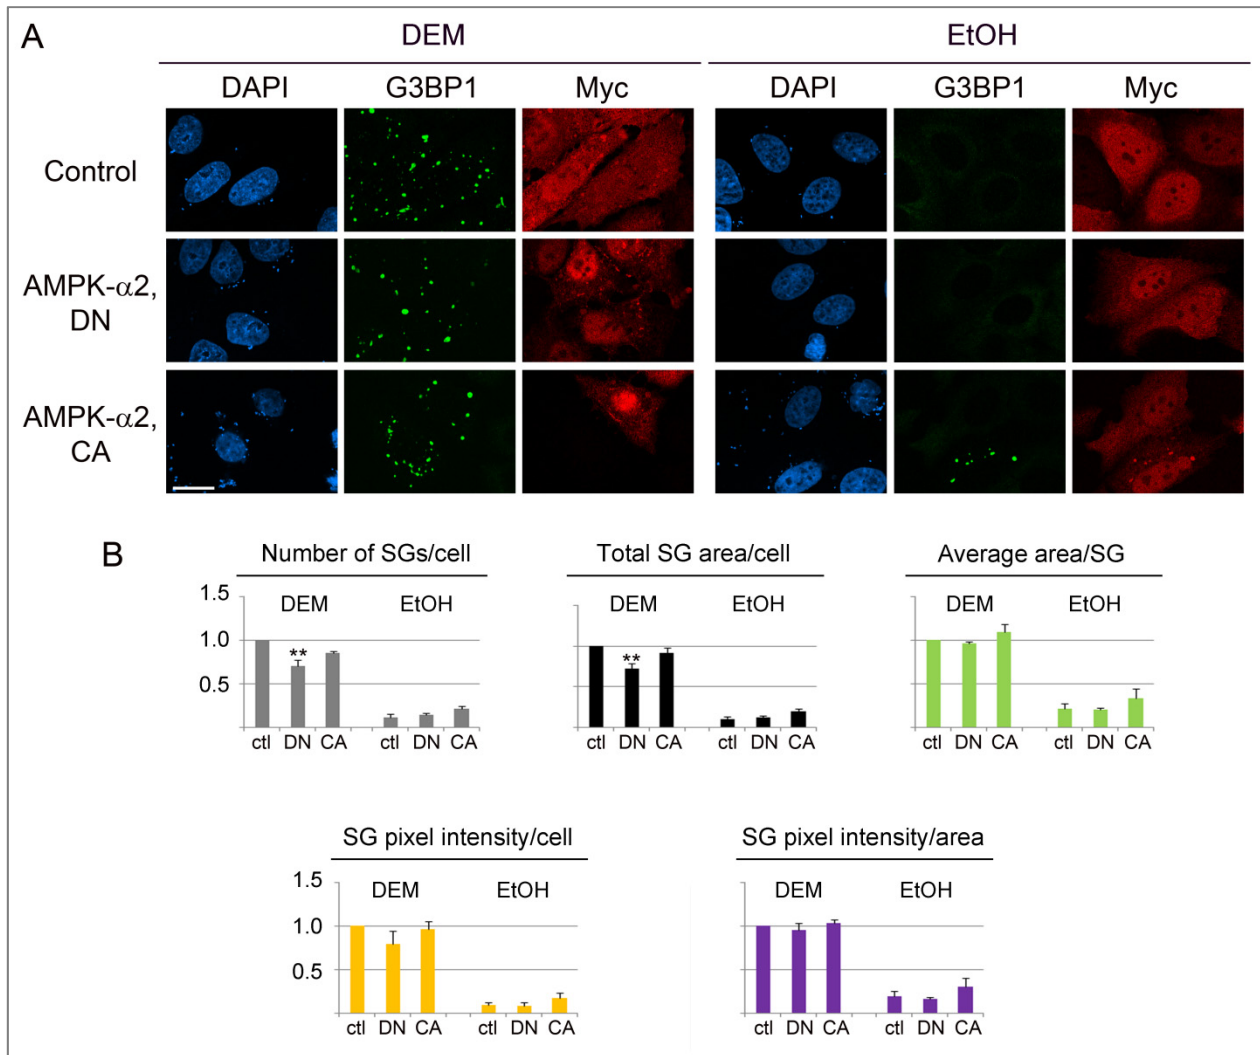 A
DEM EtOH
DAPI G3BP1 Myc DAPI G3BP1 Myc
Control
AMPK-α2,
DN
AMPK-α2,
CA
B
Number of SGs/cell Total SG area/cell Average area/SG
1.5
DEM EtOH DEM EtOH DEM EtOH
1.0
**
**
0.5
ctl DN CA ctl DN CA ctl DN CA ctl DN CA ctl DN CA ctl DN CA
SG pixel intensity/cell SG pixel intensity/area
1.5
DEM EtOH DEM EtOH
1.0
0.5
ctl DN CA ctl DN CA ctl DN CA ctl DN CA